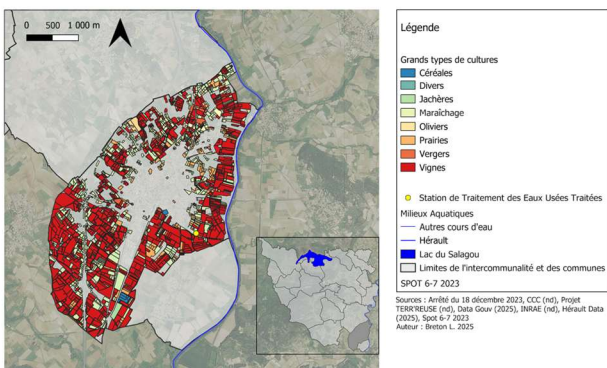 0 500 1 000 m
Légende
Grands types de cultures
Céréales
Divers
Jachères
Maraîchage
Oliviers
Prairies
Vergers
Vignes
Station de Traitement des Eaux Usées Traitées
Milieux Aquatiques
Autres cours d'eau
Hérault
Lac du Salagou
Limites de l'intercommunalité et des communes
SPOT 6-7 2023
Sources : Arrêté du 18 décembre 2023, CCC (nd), Projet
TERR'REUSE (nd), Data Gouv (2025), INRAE (nd), Hérault Data
(2025), Spot 6-7 2023
Auteur : Breton L. 2025